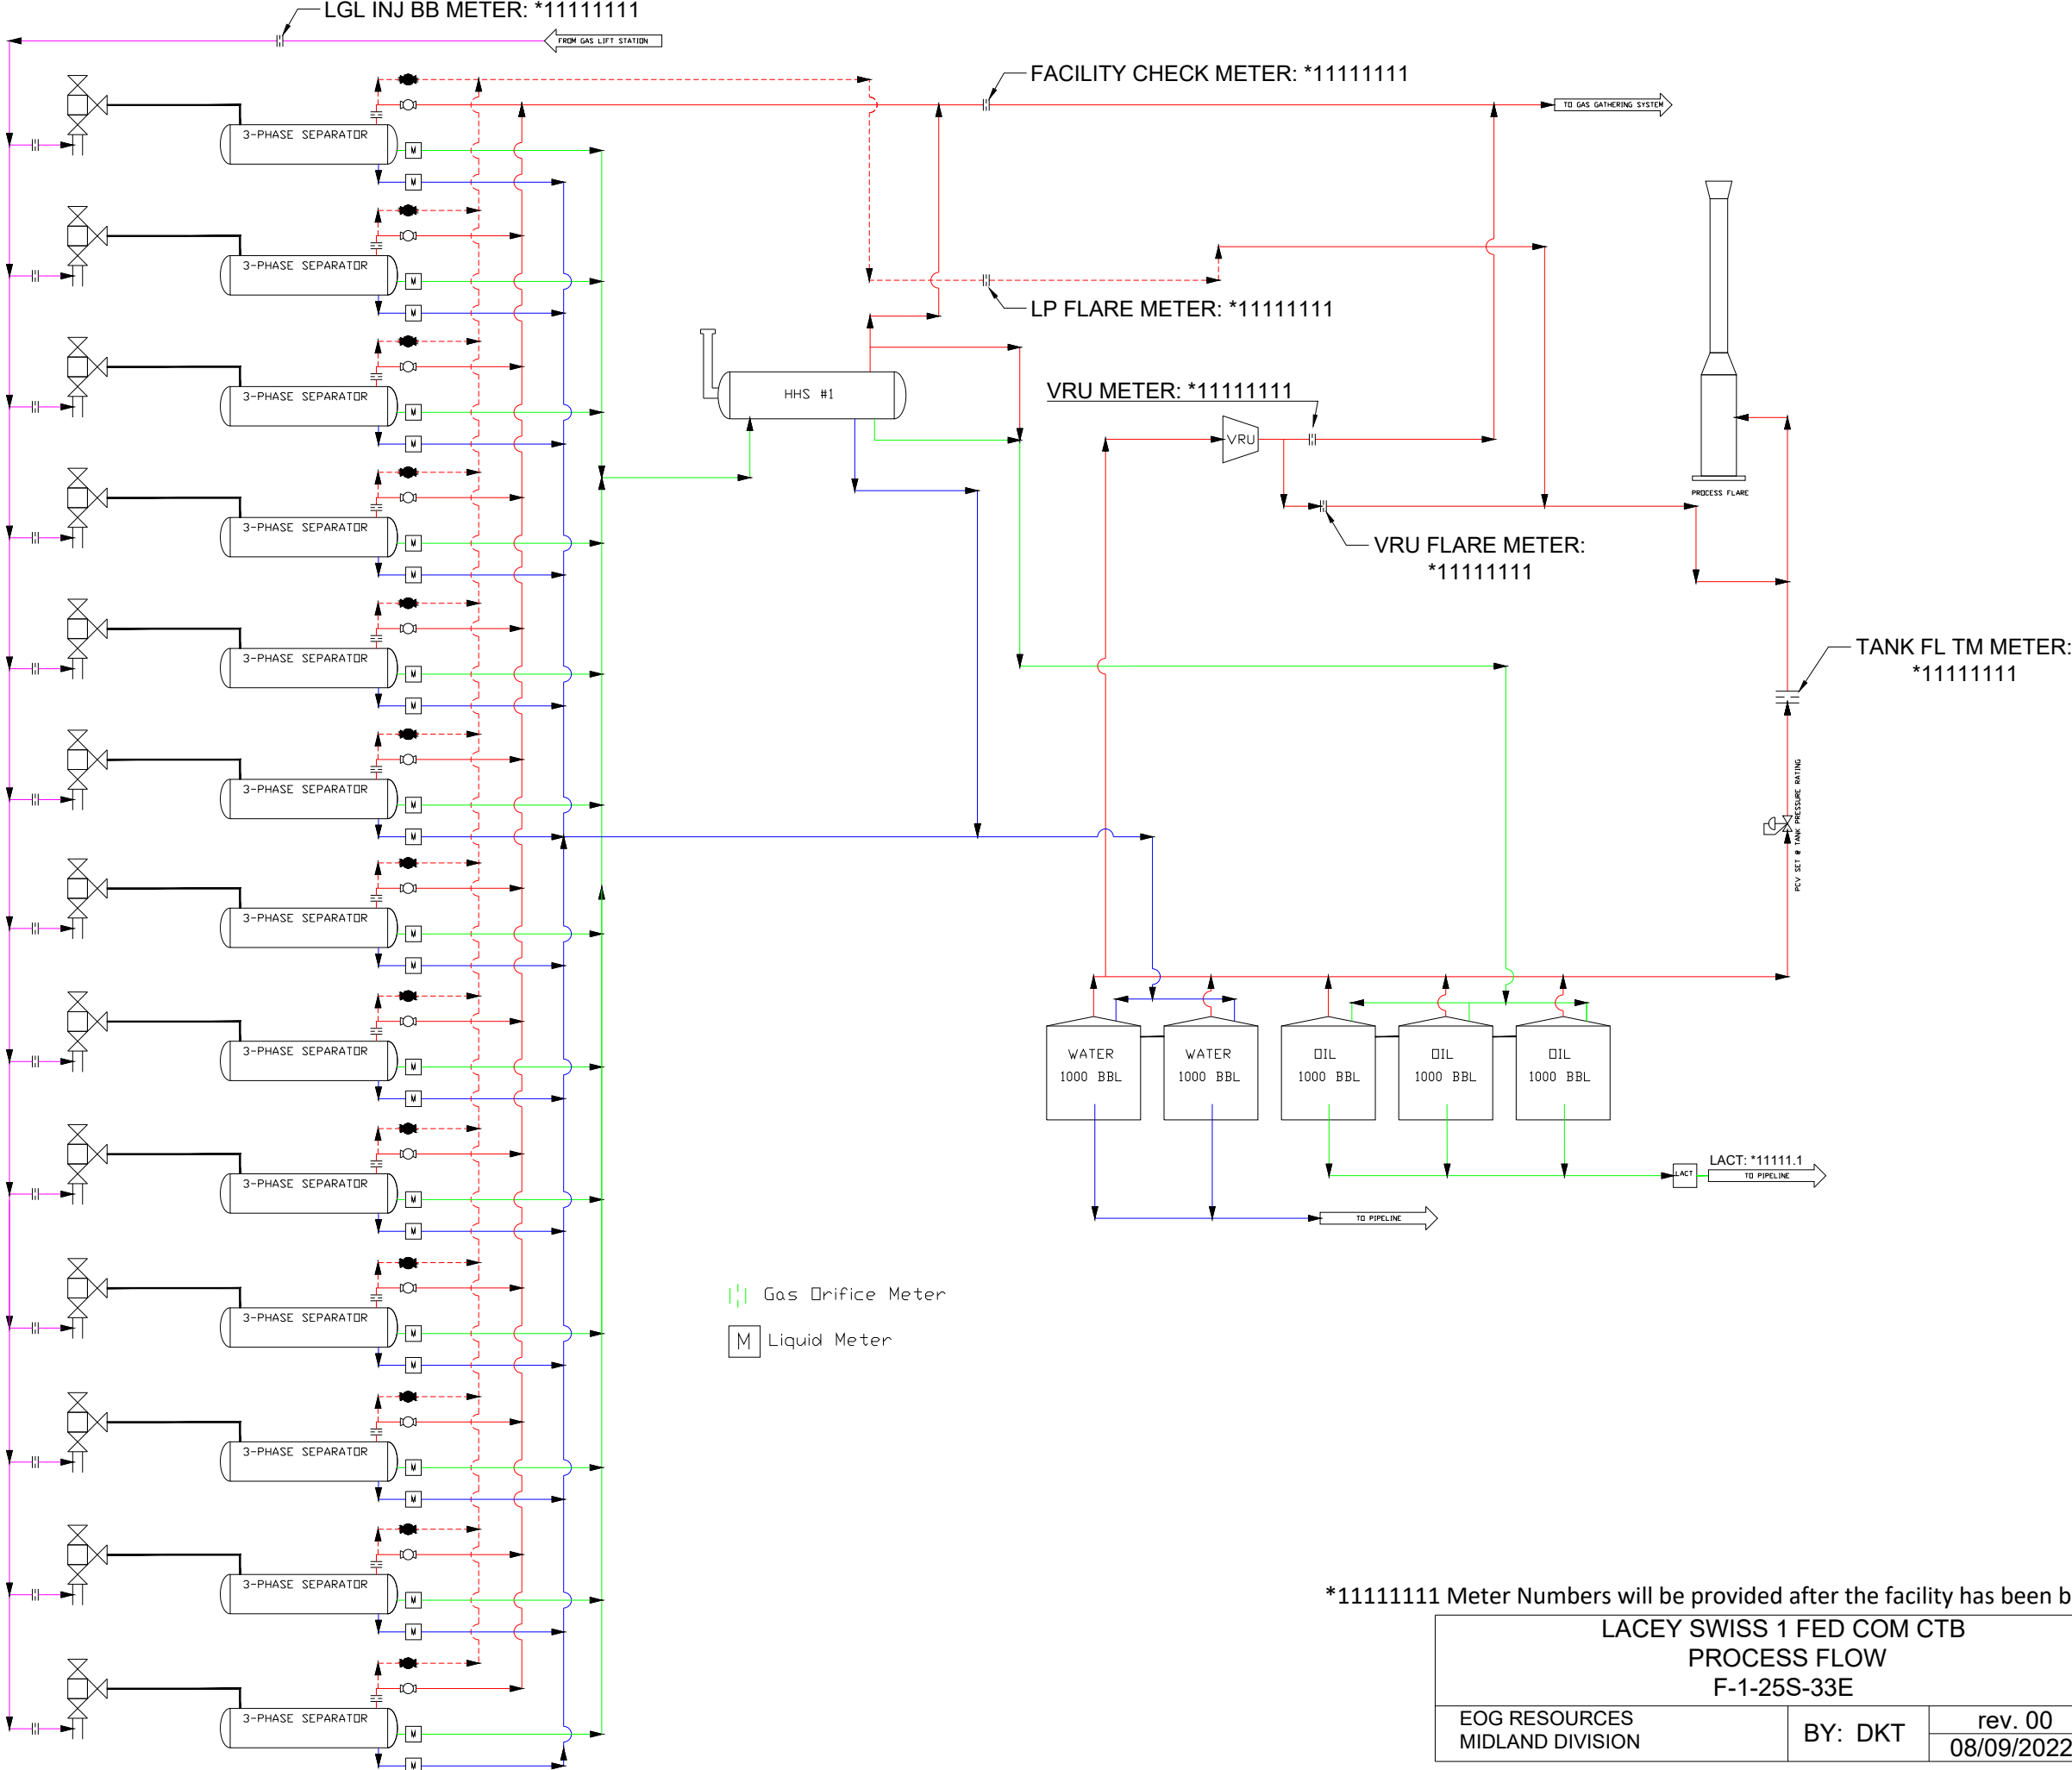 LGL INJ BB METER: *11111111
FROM GAS LIFT STATION
FACILITY CHECK METER: *11111111
TO GAS GATHERING SYSTEM
3-PHASE SEPARATOR
M
M
3-PHASE SEPARATOR
M
M
LP FLARE METER: *11111111
3-PHASE SEPARATOR
M
M
HHS #1
VRU METER: *11111111
VRU
PROCESS FLARE
3-PHASE SEPARATOR
M
M
VRU FLARE METER:
*11111111
3-PHASE SEPARATOR
M
M
TANK FL TM METER:
*11111111
3-PHASE SEPARATOR
M
M
PCV SET @ TANK PRESSURE RATING
3-PHASE SEPARATOR
M
M
3-PHASE SEPARATOR
M
M
WATER
1000 BBL
WATER
1000 BBL
OIL
1000 BBL
OIL
1000 BBL
OIL
1000 BBL
LACT
LACT: *11111.1
TO PIPELINE
3-PHASE SEPARATOR
M
M
TO PIPELINE
3-PHASE SEPARATOR
M
M
Gas Orifice Meter
M Liquid Meter
3-PHASE SEPARATOR
M
M
3-PHASE SEPARATOR
M
M
3-PHASE SEPARATOR
M
M
*11111111 Meter Numbers will be provided after the facility has been b
LACEY SWISS 1 FED COM CTB
PROCESS FLOW
F-1-25S-33E
EOG RESOURCES
MIDLAND DIVISION
BY: DKT
rev. 00
08/09/2022